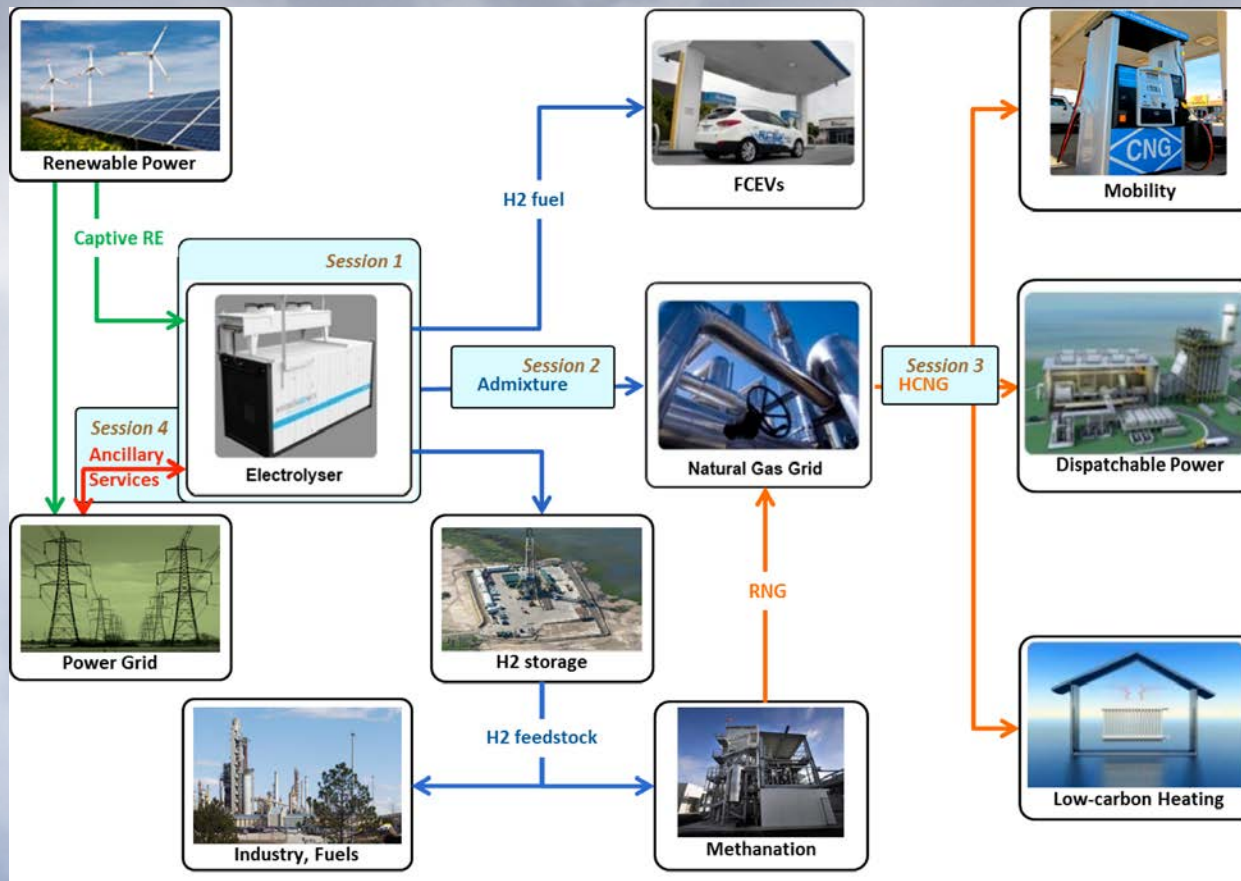 Renewable Power
Captive RE
Session 1
Electrolyser
Session 4
Ancillary
Services
Power Grid
H2 fuel
FCEVs
Session 2
Admixture
Natural Gas Grid
Session 3
HCNG
CNG
Mobility
Dispatchable Power
Low-carbon Heating
H2 storage
H2 feedstock
RNG
Industry, Fuels
Methanation